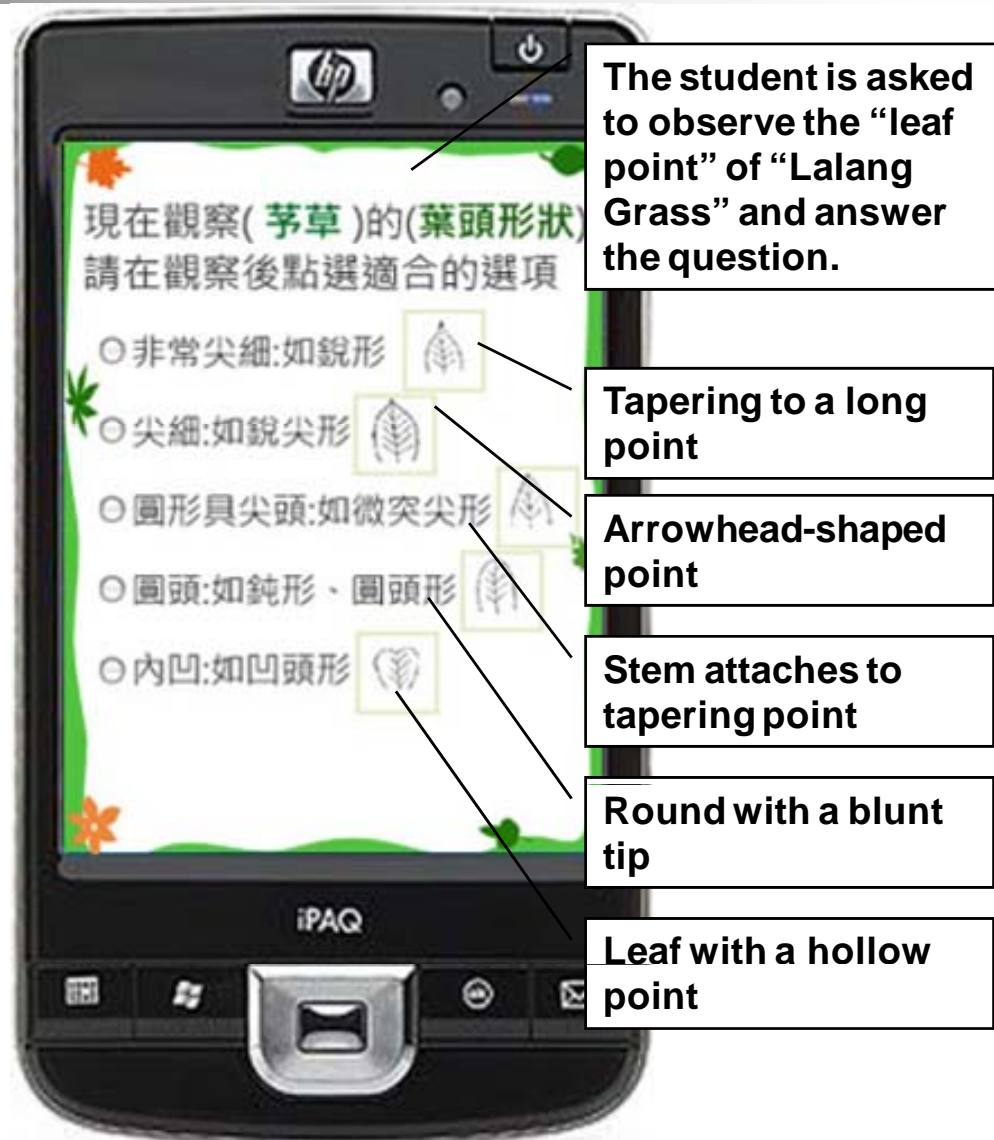 hp
現在觀察( 芧草 )的(葉頭形狀)
請在觀察後點選適合的選項
非常尖細:如銳形
尖細:如銳尖形
圓形具尖頭:如微突尖形
圓頭:如鈍形、圓頭形
內凹:如凹頭形
iPAQ
ok
The student is asked
to observe the “leaf
point” of “Lalang
Grass” and answer
the question.
Tapering to a long
point
Arrowhead-shaped
point
Stem attaches to
tapering point
Round with a blunt
tip
Leaf with a hollow
point